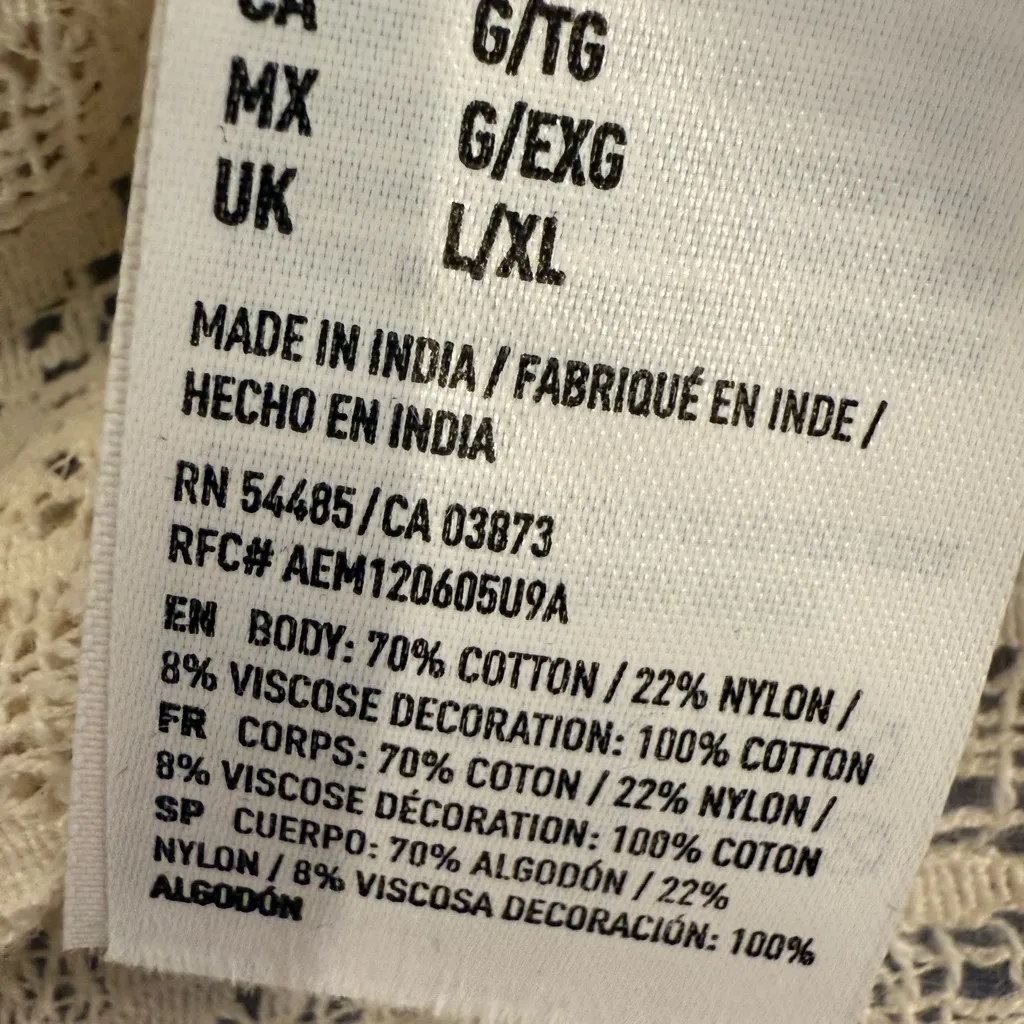 CA G/TG
MX G/EXG
UK L/XL
MADE IN INDIA / FABRIQUÉ EN INDE /
HECHO EN INDIA
RN 54485 / CA 03873
RFC# AEM120605U9A
EN BODY: 70% COTTON / 22% NYLON /
8% VISCOSE DECORATION: 100% COTTON
FR CORPS: 70% COTON / 22% NYLON /
8% VISCOSE DÉCORATION: 100% COTON
SP CUERPO: 70% ALGODÓN / 22%
NYLON / 8% VISCOSA DECORACIÓN: 100%
ALGODÓN